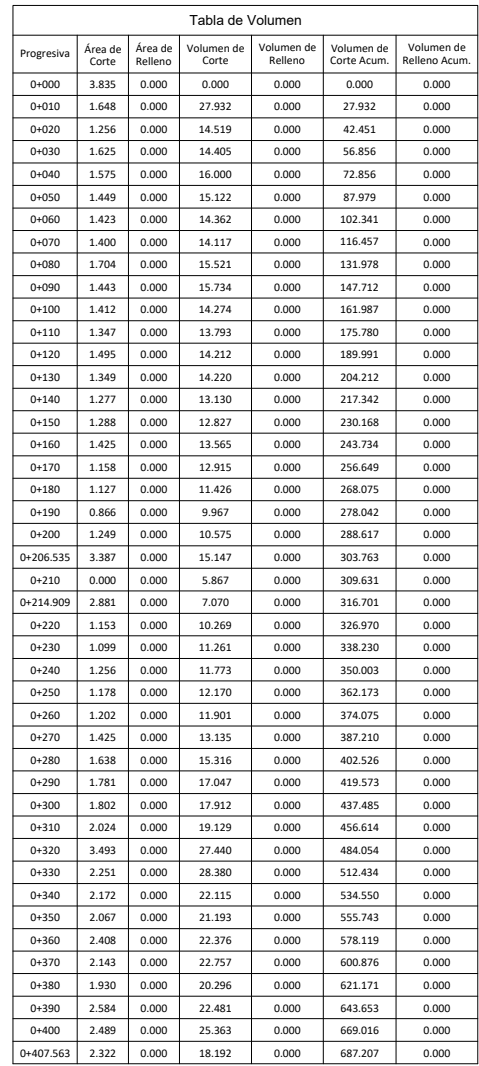 Tabla de Volumen
Progresiva Área de Corte Área de Relleno Volumen de Corte Volumen de Relleno Volumen de Corte Acum. Volumen de Relleno Acum.
0+000 3.835 0.000 0.000 0.000 0.000 0.000
0+010 1.648 0.000 27.932 0.000 27.932 0.000
0+020 1.256 0.000 14.519 0.000 42.451 0.000
0+030 1.625 0.000 14.405 0.000 56.856 0.000
0+040 1.575 0.000 16.000 0.000 72.856 0.000
0+050 1.449 0.000 15.122 0.000 87.979 0.000
0+060 1.423 0.000 14.362 0.000 102.341 0.000
0+070 1.400 0.000 14.117 0.000 116.457 0.000
0+080 1.704 0.000 15.521 0.000 131.978 0.000
0+090 1.443 0.000 15.734 0.000 147.712 0.000
0+100 1.412 0.000 14.274 0.000 161.987 0.000
0+110 1.347 0.000 13.793 0.000 175.780 0.000
0+120 1.495 0.000 14.212 0.000 189.991 0.000
0+130 1.349 0.000 14.220 0.000 204.212 0.000
0+140 1.277 0.000 13.130 0.000 217.342 0.000
0+150 1.288 0.000 12.827 0.000 230.168 0.000
0+160 1.425 0.000 13.565 0.000 243.734 0.000
0+170 1.158 0.000 12.915 0.000 256.649 0.000
0+180 1.127 0.000 11.426 0.000 268.075 0.000
0+190 0.866 0.000 9.967 0.000 278.042 0.000
0+200 1.249 0.000 10.575 0.000 288.617 0.000
0+206.535 3.387 0.000 15.147 0.000 303.763 0.000
0+210 0.000 0.000 5.867 0.000 309.631 0.000
0+214.909 2.881 0.000 7.070 0.000 316.701 0.000
0+220 1.153 0.000 10.269 0.000 326.970 0.000
0+230 1.099 0.000 11.261 0.000 338.230 0.000
0+240 1.256 0.000 11.773 0.000 350.003 0.000
0+250 1.178 0.000 12.170 0.000 362.173 0.000
0+260 1.202 0.000 11.901 0.000 374.075 0.000
0+270 1.425 0.000 13.135 0.000 387.210 0.000
0+280 1.638 0.000 15.316 0.000 402.526 0.000
0+290 1.781 0.000 17.047 0.000 419.573 0.000
0+300 1.802 0.000 17.912 0.000 437.485 0.000
0+310 2.024 0.000 19.129 0.000 456.614 0.000
0+320 3.493 0.000 27.440 0.000 484.054 0.000
0+330 2.251 0.000 28.380 0.000 512.434 0.000
0+340 2.172 0.000 22.115 0.000 534.550 0.000
0+350 2.067 0.000 21.193 0.000 555.743 0.000
0+360 2.408 0.000 22.376 0.000 578.119 0.000
0+370 2.143 0.000 22.757 0.000 600.876 0.000
0+380 1.930 0.000 20.296 0.000 621.171 0.000
0+390 2.584 0.000 22.481 0.000 643.653 0.000
0+400 2.489 0.000 25.363 0.000 669.016 0.000
0+407.563 2.322 0.000 18.192 0.000 687.207 0.000